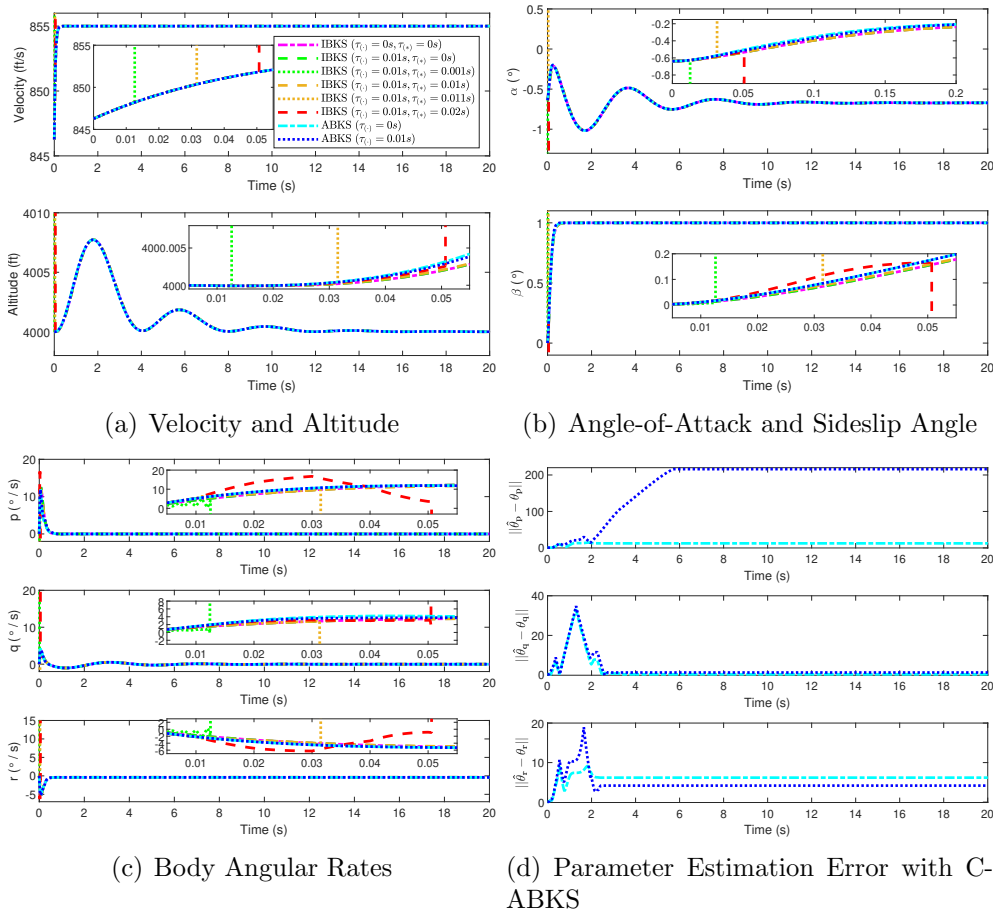 855
850
845
Velocity (ft/s)
855
850
845
0 0.01 0.02 0.03 0.04 0.05
IBKS (τ(·) = 0s, τ(*) = 0s)
IBKS (τ(·) = 0.01s, τ(*) = 0s)
IBKS (τ(·) = 0.01s, τ(*) = 0.001s)
IBKS (τ(·) = 0.01s, τ(*) = 0.01s)
IBKS (τ(·) = 0.01s, τ(*) = 0.011s)
IBKS (τ(·) = 0.01s, τ(*) = 0.02s)
ABKS (τ(·) = 0s)
ABKS (τ(·) = 0.01s)
0 2 4 6 8 10 12 14 16 18 20
Time (s)
4010
4005
4000
Altitude (ft)
4000.005
4000
0.01 0.02 0.03 0.04 0.05
0 2 4 6 8 10 12 14 16 18 20
Time (s)
(a) Velocity and Altitude
0.5
0
-0.5
-1
α (°)
-0.2
-0.4
-0.6
-0.8
0 0.05 0.1 0.15 0.2
0 2 4 6 8 10 12 14 16 18 20
Time (s)
1
0.5
0
β (°)
0.2
0.1
0
0.01 0.02 0.03 0.04 0.05
0 2 4 6 8 10 12 14 16 18 20
Time (s)
(b) Angle-of-Attack and Sideslip Angle
20
10
0
p (° / s)
20
10
0
0.01 0.02 0.03 0.04 0.05
0 2 4 6 8 10 12 14 16 18 20
Time (s)
20
10
0
q (° / s)
8
6
4
2
0
-2
0.01 0.02 0.03 0.04 0.05
0 2 4 6 8 10 12 14 16 18 20
Time (s)
15
10
5
0
-5
r (° / s)
2
0
-2
-4
-6
0.01 0.02 0.03 0.04 0.05
0 2 4 6 8 10 12 14 16 18 20
Time (s)
(c) Body Angular Rates
200
100
0
||θ̂p − θp||
0 2 4 6 8 10 12 14 16 18 20
Time (s)
40
20
0
||θ̂q − θq||
0 2 4 6 8 10 12 14 16 18 20
Time (s)
20
10
0
||θ̂r − θr||
0 2 4 6 8 10 12 14 16 18 20
Time (s)
(d) Parameter Estimation Error with C-
ABKS